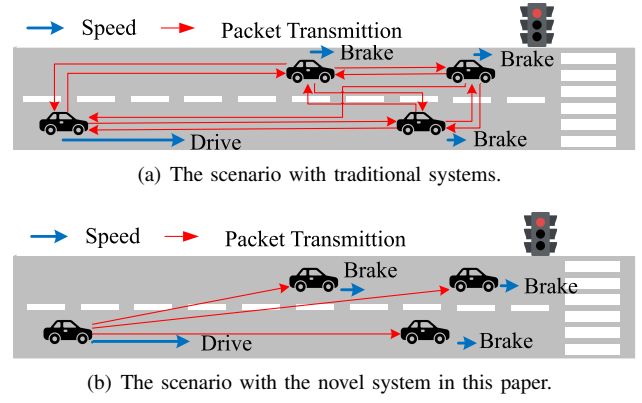 Speed Packet Transmittion
Brake
Brake
Drive
Brake
(a) The scenario with traditional systems.
Speed Packet Transmittion
Brake
Brake
Drive
Brake
(b) The scenario with the novel system in this paper.